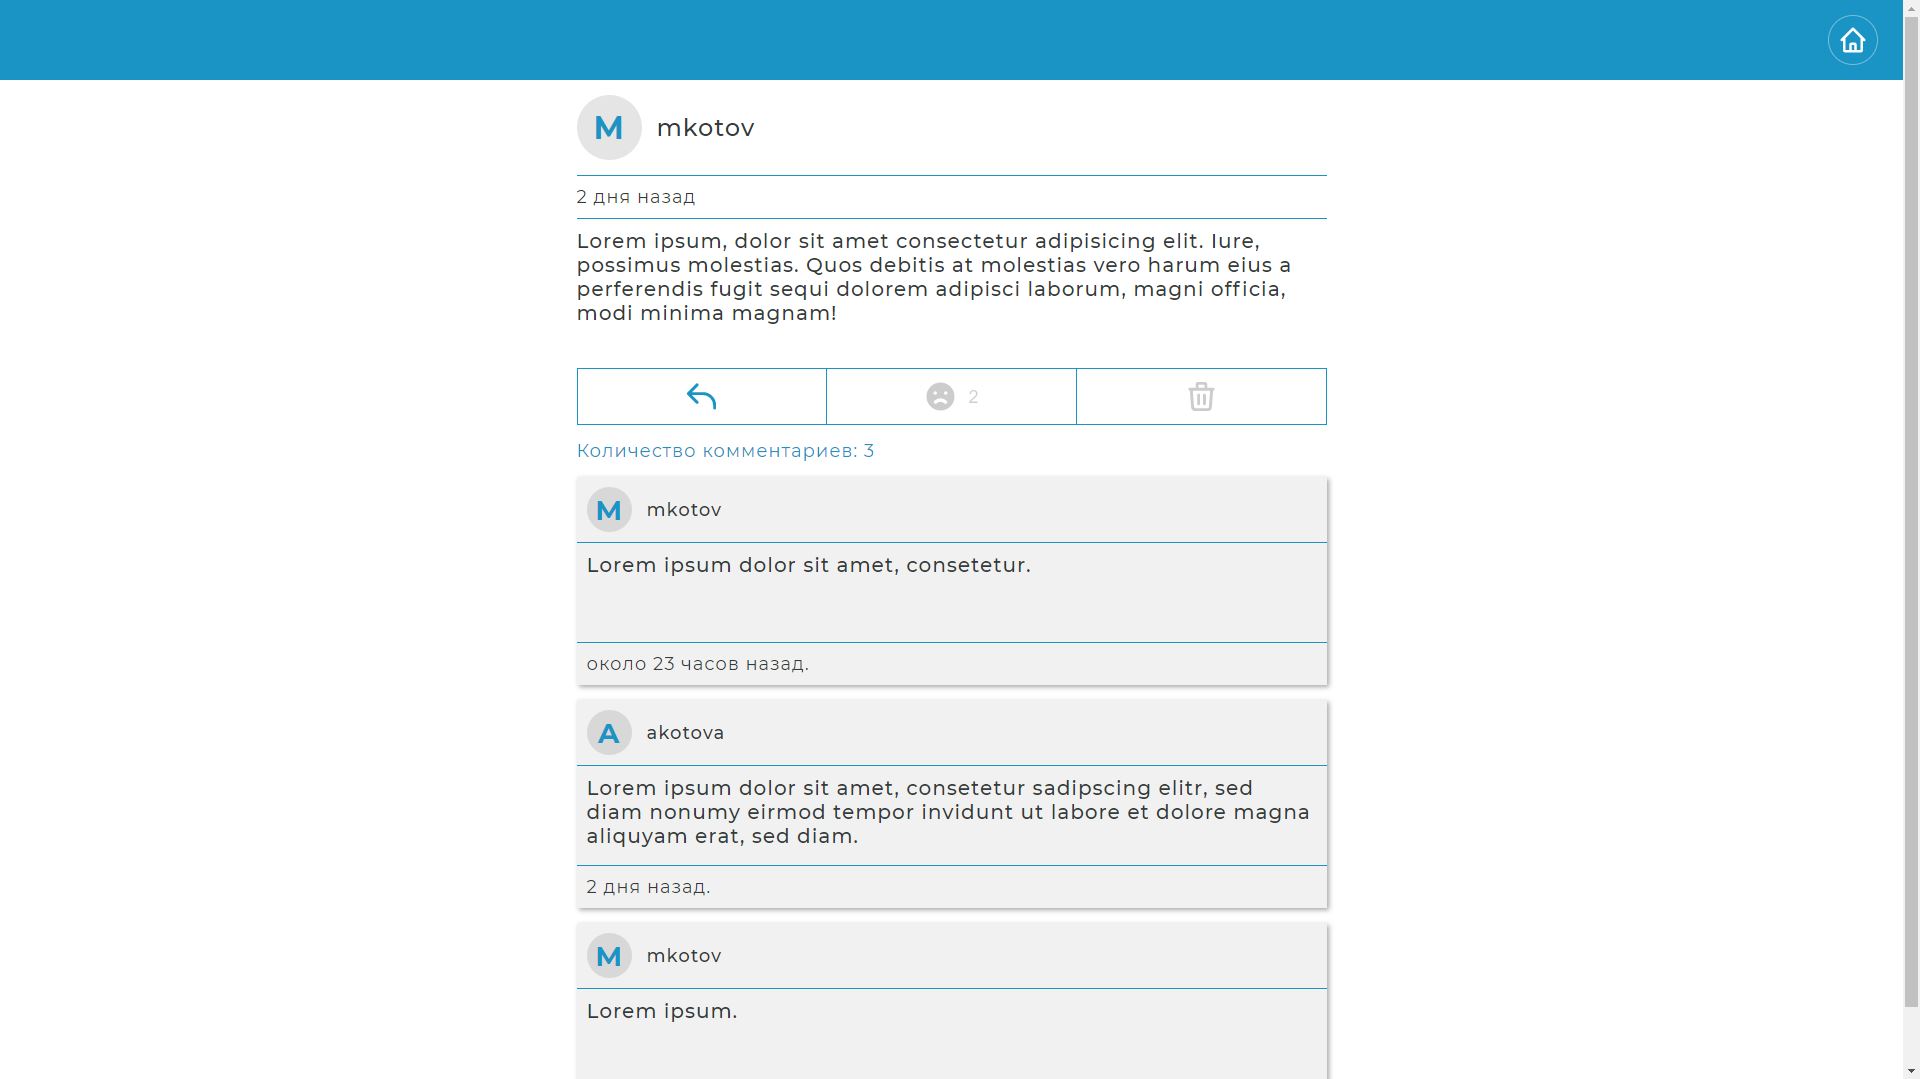 M mkotov
2 дня назад
Lorem ipsum, dolor sit amet consectetur adipisicing elit. Iure,
possimus molestias. Quos debitis at molestias vero harum eius a
perferendis fugit sequi dolorem adipisci laborum, magni officia,
modi minima magnam!
2
Количество комментариев: 3
M mkotov
Lorem ipsum dolor sit amet, consetetur.
около 23 часов назад.
A akotova
Lorem ipsum dolor sit amet, consetetur sadipscing elitr, sed
diam nonumy eirmod tempor invidunt ut labore et dolore magna
aliquyam erat, sed diam.
2 дня назад.
M mkotov
Lorem ipsum.